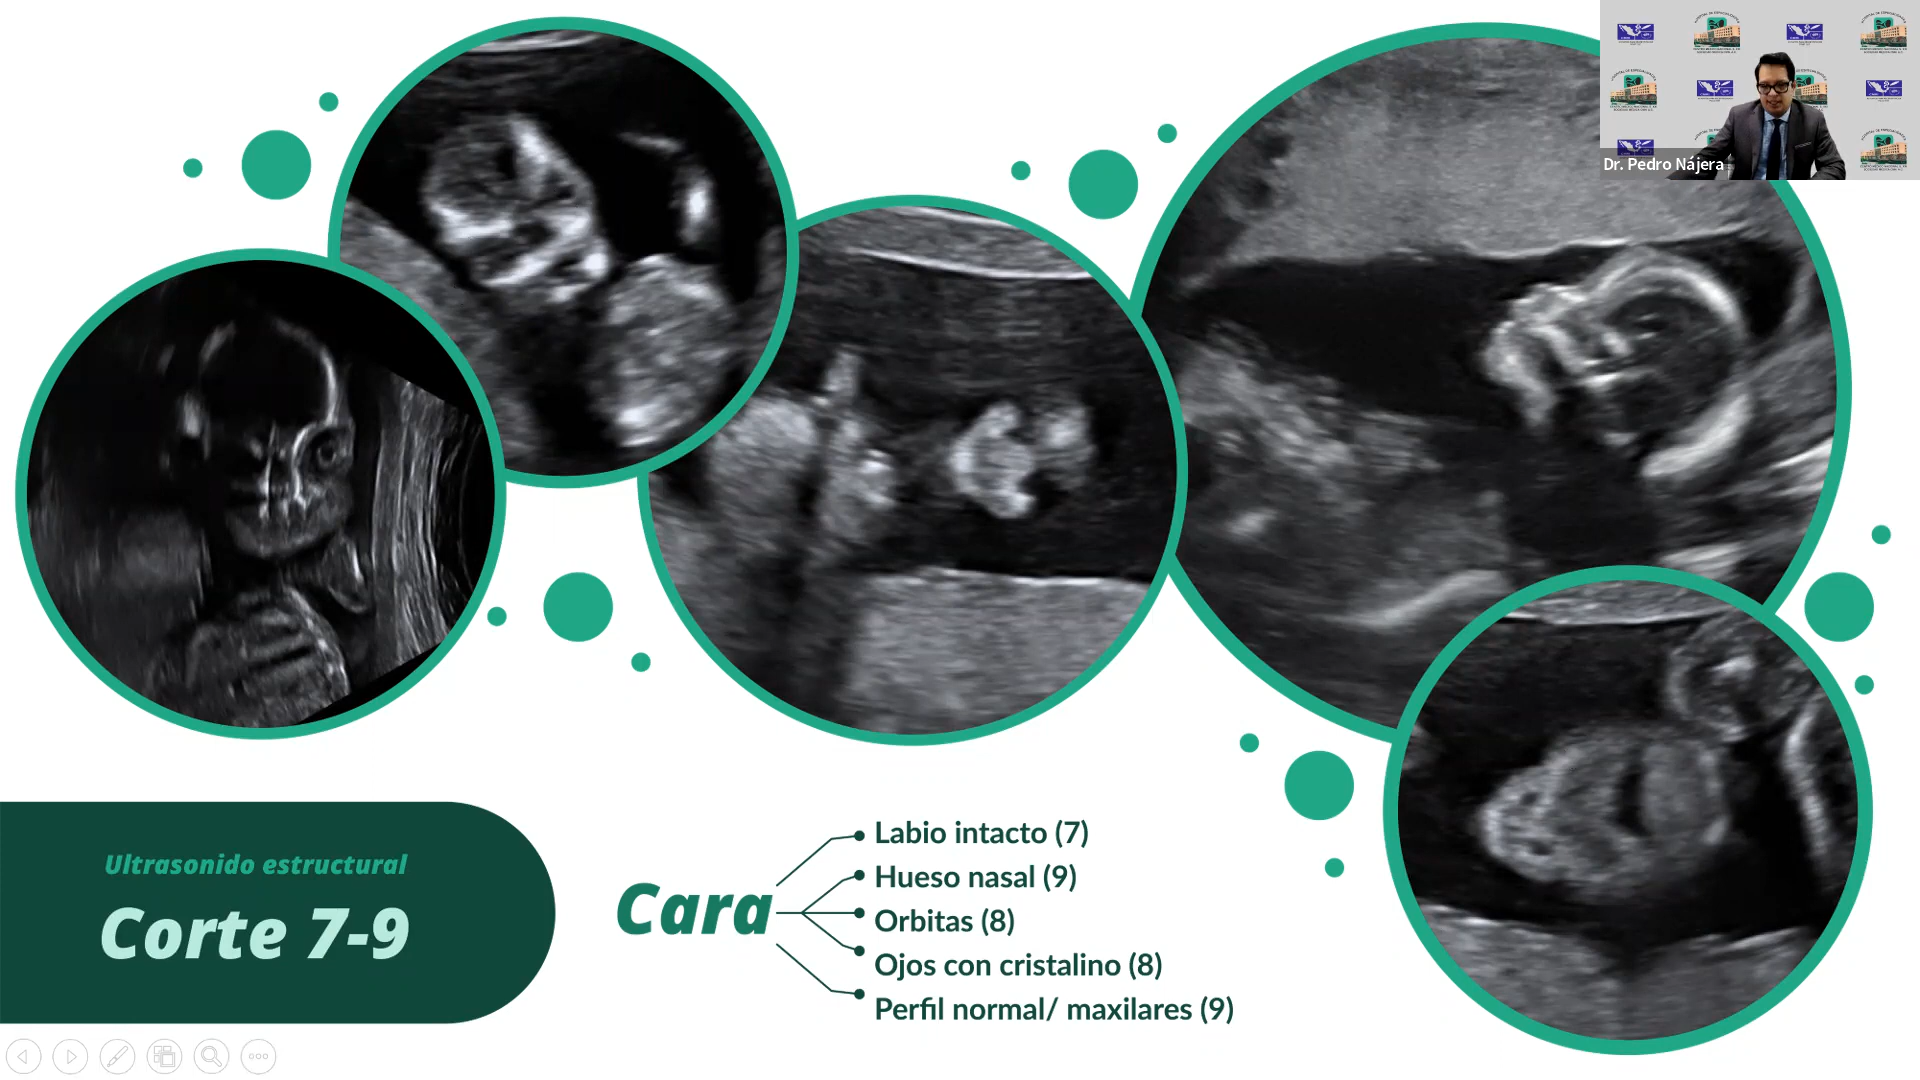 Dr. Pedro Nájera
Ultrasonido estructural
Corte 7-9
Cara
Labio intacto (7)
Hueso nasal (9)
Orbitas (8)
Ojos con cristalino (8)
Perfil normal/ maxilares (9)